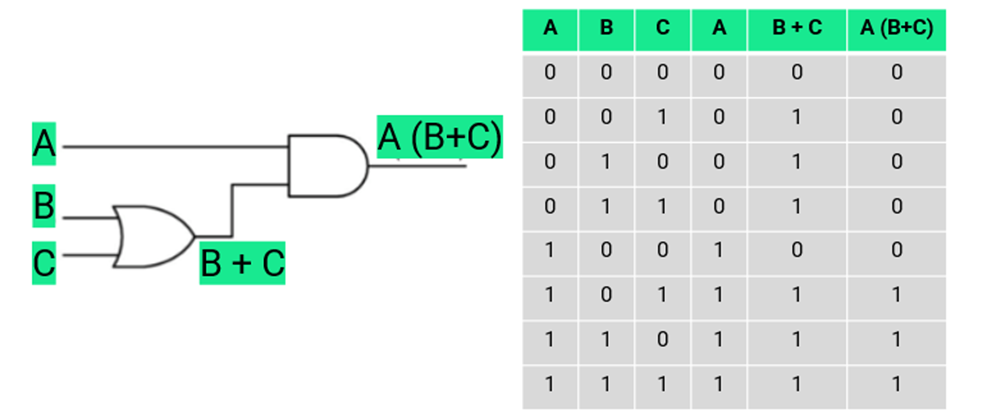 A
B
C
B + C
A (B+C)
A B C A B + C A (B+C)
0 0 0 0 0 0
0 0 1 0 1 0
0 1 0 0 1 0
0 1 1 0 1 0
1 0 0 1 0 0
1 0 1 1 1 1
1 1 0 1 1 1
1 1 1 1 1 1